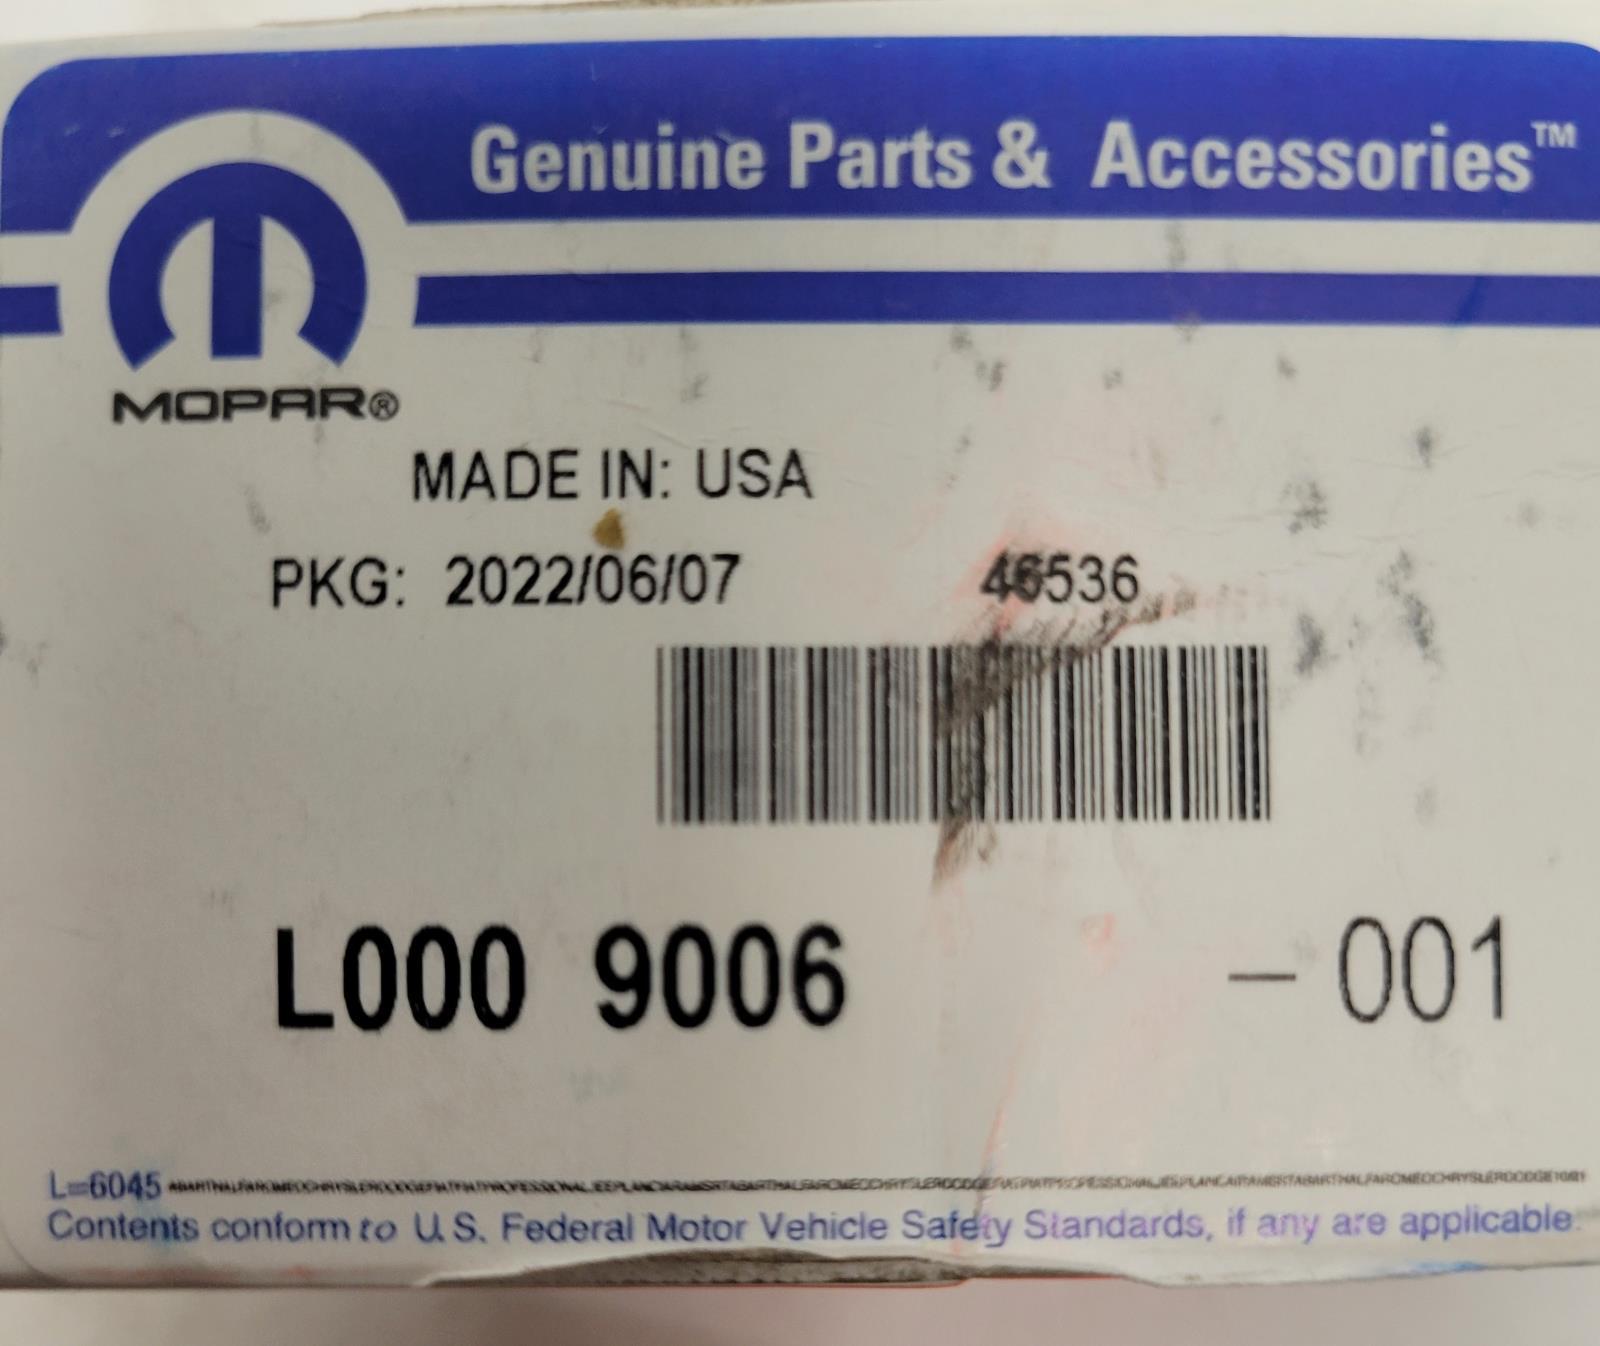 Genuine Parts & Accessories™
MOPAR®
MADE IN: USA
PKG: 2022/06/07 46536
L000 9006 – 001
L=6045
Contents conform to U.S. Federal Motor Vehicle Safety Standards, if any are applicable.